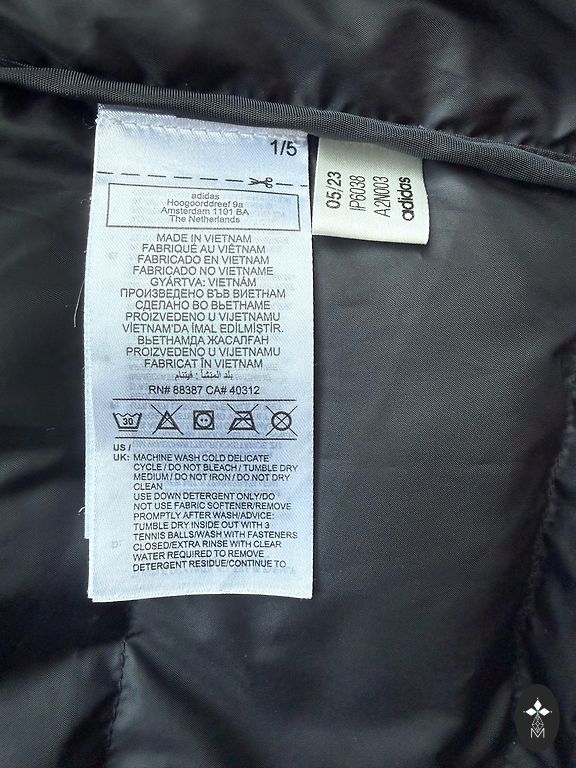 1/5
adidas
Hoogoorddreef 9a
Amsterdam 1101 BA
The Netherlands
MADE IN VIETNAM
FABRIQUÉ AU VIÊTNAM
FABRICADO EN VIETNAM
FABRICADO NO VIETNAME
GYÁRTVA: VIETNÁM
ПРОИЗВЕДЕНО ВЪВ ВИЕТНАМ
СДЕЛАНО ВО ВЬЕТНАМЕ
PROIZVEDENO U VIJETNAMU
VİETNAM'DA İMAL EDİLMİŞTİR.
ВЬЕТНАМДА ЖАСАЛҒАН
PROIZVEDENO U VIJETNAMU
FABRICAT ÎN VIETNAM
بلد المنشأ : فيتنام
RN# 88387 CA# 40312
30
US /
UK: MACHINE WASH COLD DELICATE
CYCLE / DO NOT BLEACH / TUMBLE DRY
MEDIUM / DO NOT IRON / DO NOT DRY
CLEAN
USE DOWN DETERGENT ONLY/DO
NOT USE FABRIC SOFTENER/REMOVE
PROMPTLY AFTER WASH/ADVICE:
TUMBLE DRY INSIDE OUT WITH 3
TENNIS BALLS/WASH WITH FASTENERS
CLOSED/EXTRA RINSE WITH CLEAR
WATER REQUIRED TO REMOVE
DETERGENT RESIDUE/CONTINUE TO
05/23
IP6038
A2N003
adidas
M